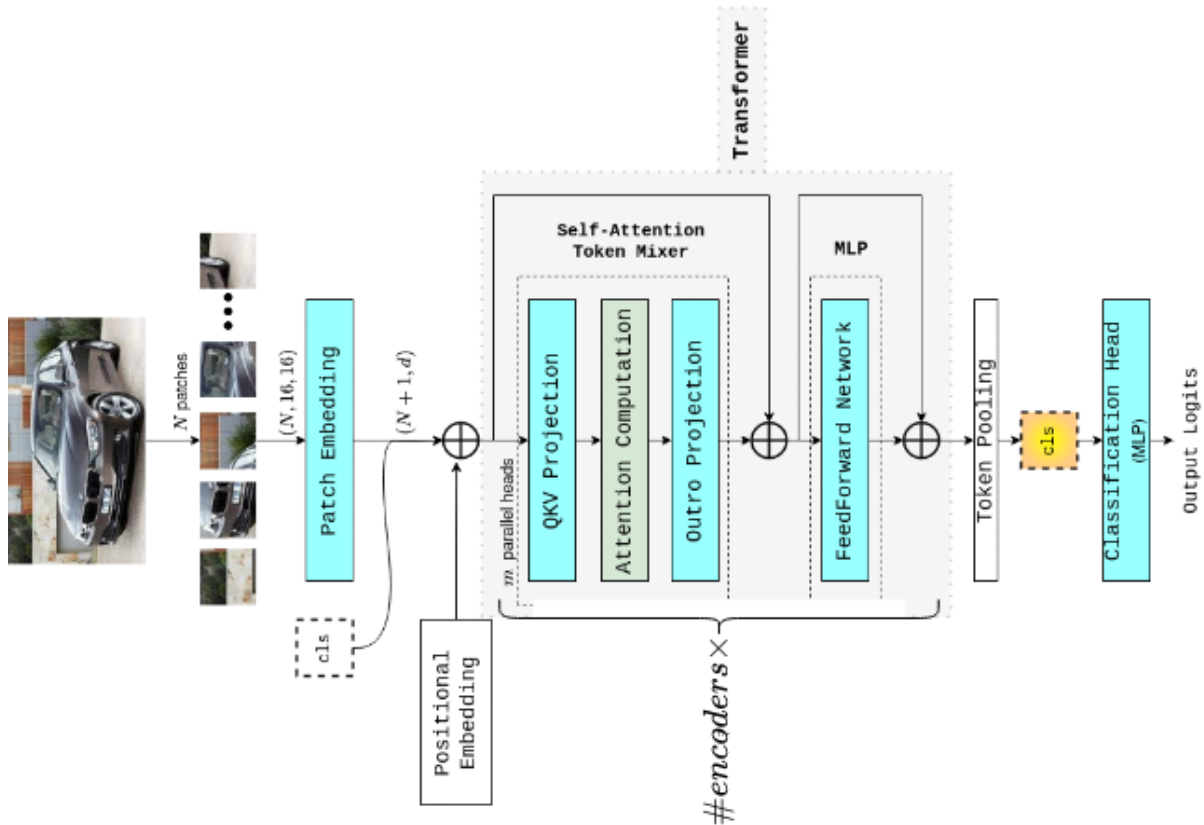 N patches
(N, 16, 16)
Patch Embedding
cls
(N + 1, d)
Positional
Embedding
Transformer
Self-Attention
Token Mixer
m parallel heads
QKV Projection
Attention Computation
Outro Projection
MLP
FeedForward Network
#encoders×
Token Pooling
cls
Classification Head
(MLP)
Output Logits